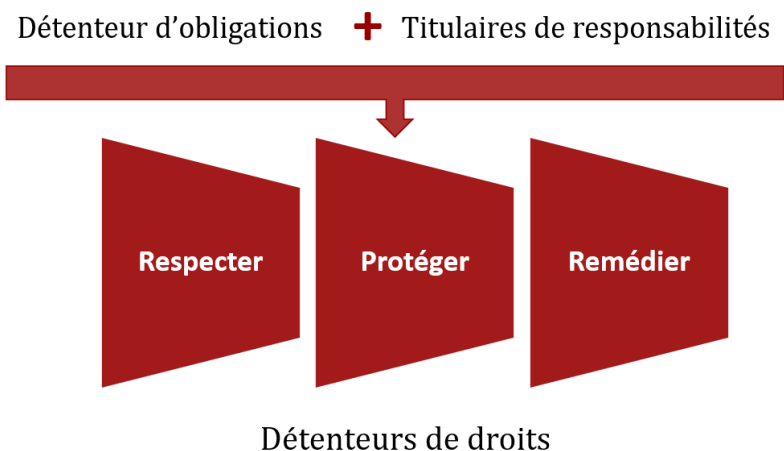 Détenteur d’obligations + Titulaires de responsabilités
Respecter
Protéger
Remédier
Détenteurs de droits